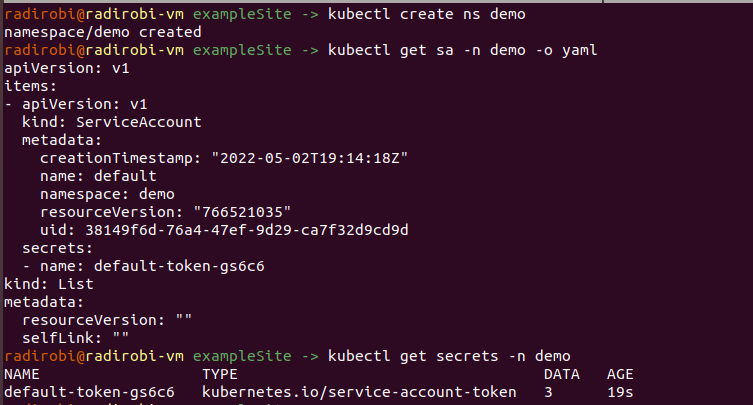 radirobi@radirobi-vm exampleSite -> kubectl create ns demo
namespace/demo created
radirobi@radirobi-vm exampleSite -> kubectl get sa -n demo -o yaml
apiVersion: v1
items:
- apiVersion: v1
  kind: ServiceAccount
  metadata:
    creationTimestamp: "2022-05-02T19:14:18Z"
    name: default
    namespace: demo
    resourceVersion: "766521035"
    uid: 38149f6d-76a4-47ef-9d29-ca7f32d9cd9d
  secrets:
  - name: default-token-gs6c6
kind: List
metadata:
  resourceVersion: ""
  selfLink: ""
radirobi@radirobi-vm exampleSite -> kubectl get secrets -n demo
NAME                  TYPE                                  DATA   AGE
default-token-gs6c6   kubernetes.io/service-account-token   3      19s